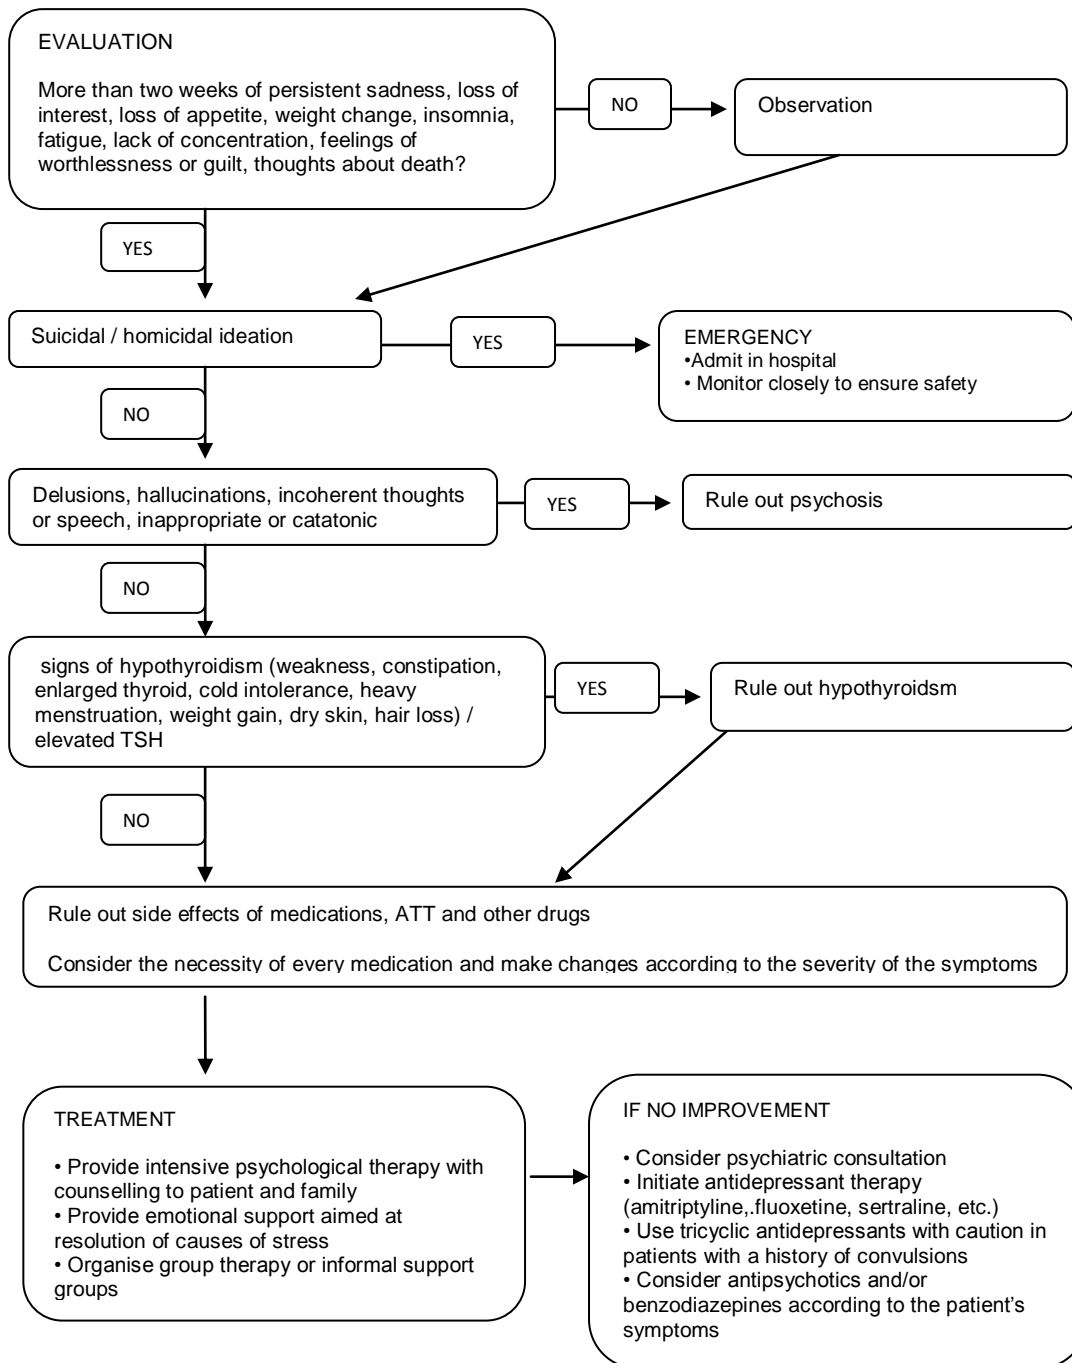 EVALUATION
More than two weeks of persistent sadness, loss of
interest, loss of appetite, weight change, insomnia,
fatigue, lack of concentration, feelings of
worthlessness or guilt, thoughts about death?
NO
Observation
YES
Suicidal / homicidal ideation
YES
EMERGENCY
•Admit in hospital
• Monitor closely to ensure safety
NO
Delusions, hallucinations, incoherent thoughts
or speech, inappropriate or catatonic
YES
Rule out psychosis
NO
signs of hypothyroidism (weakness, constipation,
enlarged thyroid, cold intolerance, heavy
menstruation, weight gain, dry skin, hair loss) /
elevated TSH
YES
Rule out hypothyroidsm
NO
Rule out side effects of medications, ATT and other drugs
Consider the necessity of every medication and make changes according to the severity of the symptoms
TREATMENT
• Provide intensive psychological therapy with
counselling to patient and family
• Provide emotional support aimed at
resolution of causes of stress
• Organise group therapy or informal support
groups
IF NO IMPROVEMENT
• Consider psychiatric consultation
• Initiate antidepressant therapy
(amitriptyline,.fluoxetine, sertraline, etc.)
• Use tricyclic antidepressants with caution in
patients with a history of convulsions
• Consider antipsychotics and/or
benzodiazepines according to the patient’s
symptoms